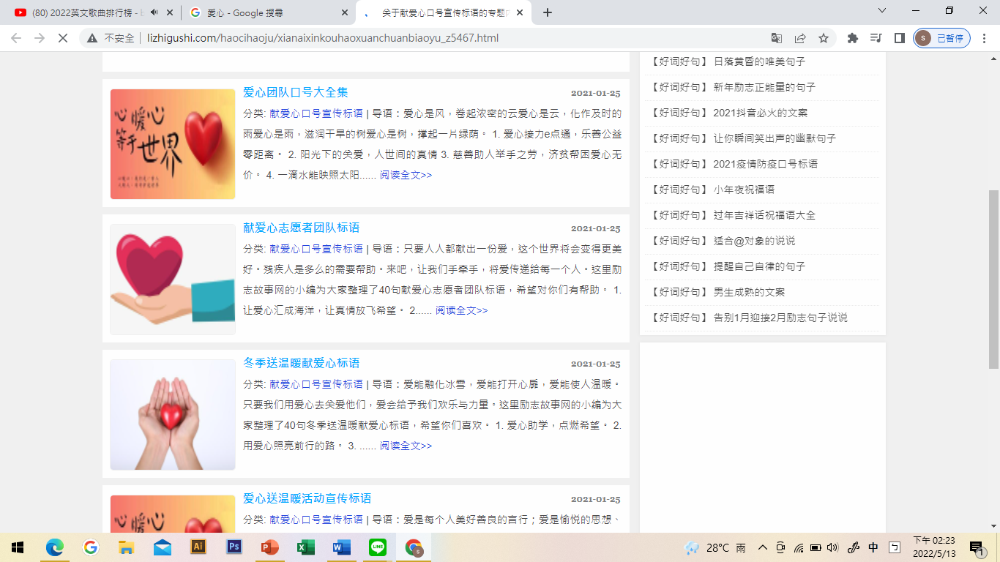 (80) 2022英文歌曲排行榜 - b
愛心 - Google 搜尋
关于献爱心口号宣传标语的专题内
不安全 | lizhigushi.com/haocihaoju/xianaixinkouhaoxuanchuanbiaoyu_z5467.html
s 已暫停
心暖心
等于
世界
爱心团队口号大全集
2021-01-25
分类: 献爱心口号宣传标语 | 导语：爱心是风，卷起浓密的云爱心是云，化作及时的
雨爱心是雨，滋润干旱的树爱心是树，撑起一片绿荫。 1. 爱心接力e点通，乐善公益
零距离。 2. 阳光下的关爱，人世间的真情 3. 慈善助人举手之劳，济贫帮困爱心无
价。 4. 一滴水能映照太阳...... 阅读全文>>
献爱心志愿者团队标语
2021-01-25
分类: 献爱心口号宣传标语 | 导语：只要人人都献出一份爱，这个世界将会变得更美
好。残疾人是多么的需要帮助。来吧，让我们手牵手，将爱传递给每一个人。这里励
志故事网的小编为大家整理了40句献爱心志愿者团队标语，希望对你们有帮助。 1.
让爱心汇成海洋，让真情放飞希望。 2...... 阅读全文>>
冬季送温暖献爱心标语
2021-01-25
分类: 献爱心口号宣传标语 | 导语：爱能融化冰雪，爱能打开心扉，爱能使人温暖。
只要我们用爱心去关爱他们，爱会给予我们欢乐与力量。这里励志故事网的小编为大
家整理了40句冬季送温暖献爱心标语，希望你们喜欢。 1. 爱心助学，点燃希望。 2.
用爱心照亮前行的路。 3. ...... 阅读全文>>
心暖心
爱心送温暖活动宣传标语
2021-01-25
分类: 献爱心口号宣传标语 | 导语：爱是每个人美好善良的言行；爱是愉悦的思想、
【好词好句】 日落黄昏的唯美句子
【好词好句】 新年励志正能量的句子
【好词好句】 2021抖音必火的文案
【好词好句】 让你瞬间笑出声的幽默句子
【好词好句】 2021疫情防疫口号标语
【好词好句】 小年夜祝福语
【好词好句】 过年吉祥话祝福语大全
【好词好句】 适合@对象的说说
【好词好句】 提醒自己自律的句子
【好词好句】 男生成熟的文案
【好词好句】 告别1月迎接2月励志句子说说
Ai
Ps
LINE
28°C 雨
中
ㄅ
下午 02:23
2022/5/13
1